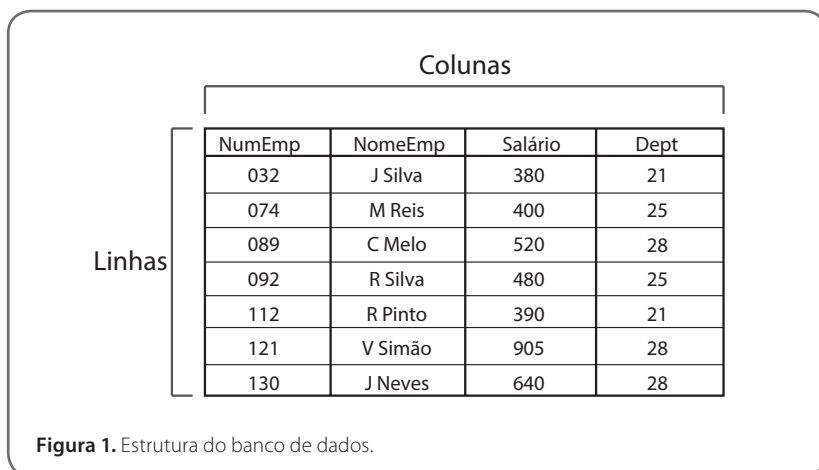 Colunas
NumEmp NomeEmp Salário Dept
032 J Silva 380 21
074 M Reis 400 25
089 C Melo 520 28
Linhas
092 R Silva 480 25
112 R Pinto 390 21
121 V Simão 905 28
130 J Neves 640 28
Figura 1. Estrutura do banco de dados.